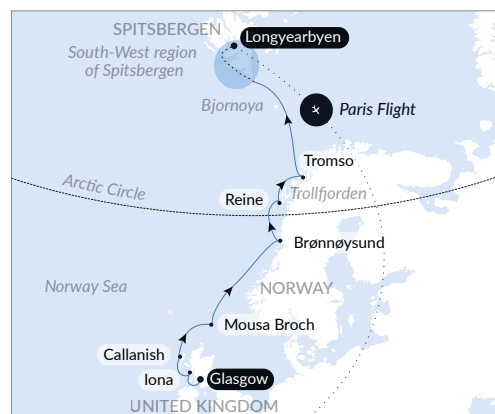 SPITSBERGEN
Longyearbyen
South-West region
of Spitsbergen
Bjornoya
Paris Flight
Tromso
Arctic Circle
Reine
Trollfjorden
Brønnøysund
Norway Sea
NORWAY
Mousa Broch
Callanish
Iona
Glasgow
UNITED KINGDOM